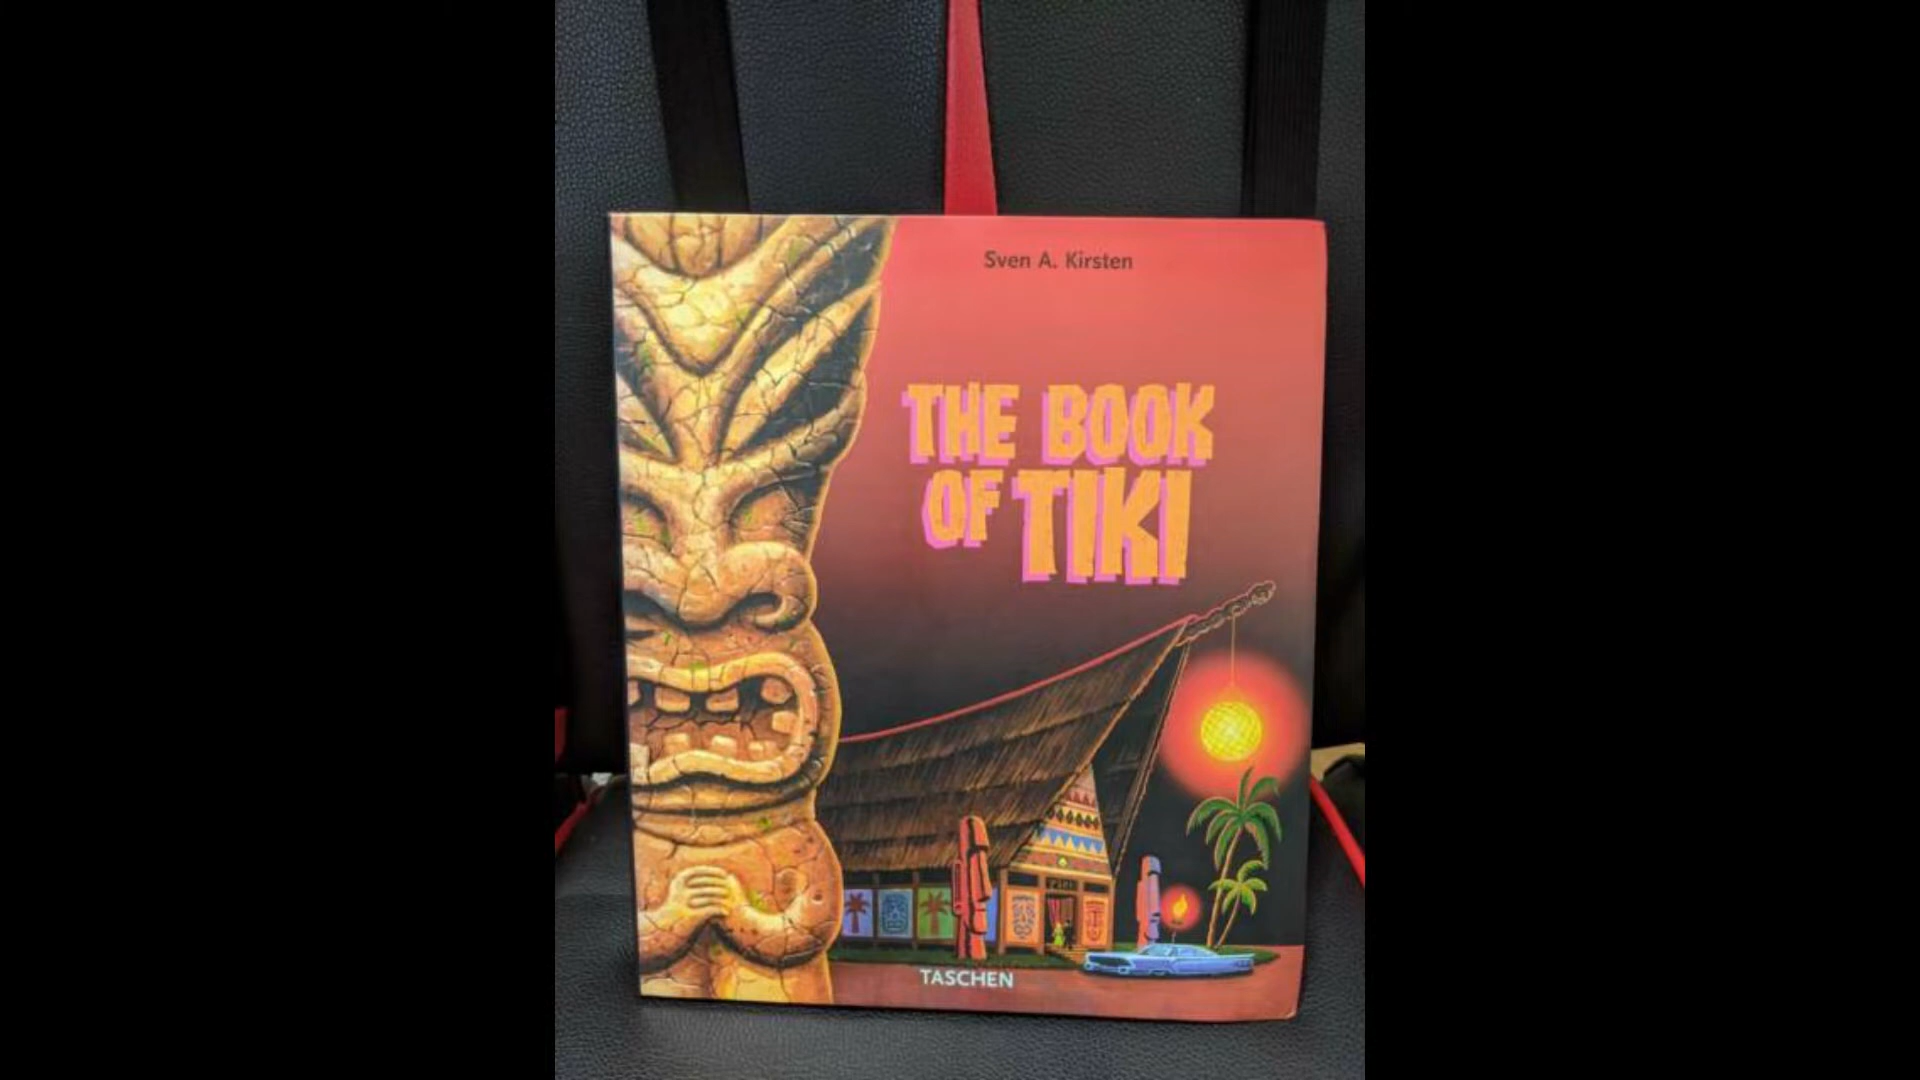 Sven A. Kirsten
THE BOOK
OF TIKI
TASCHEN